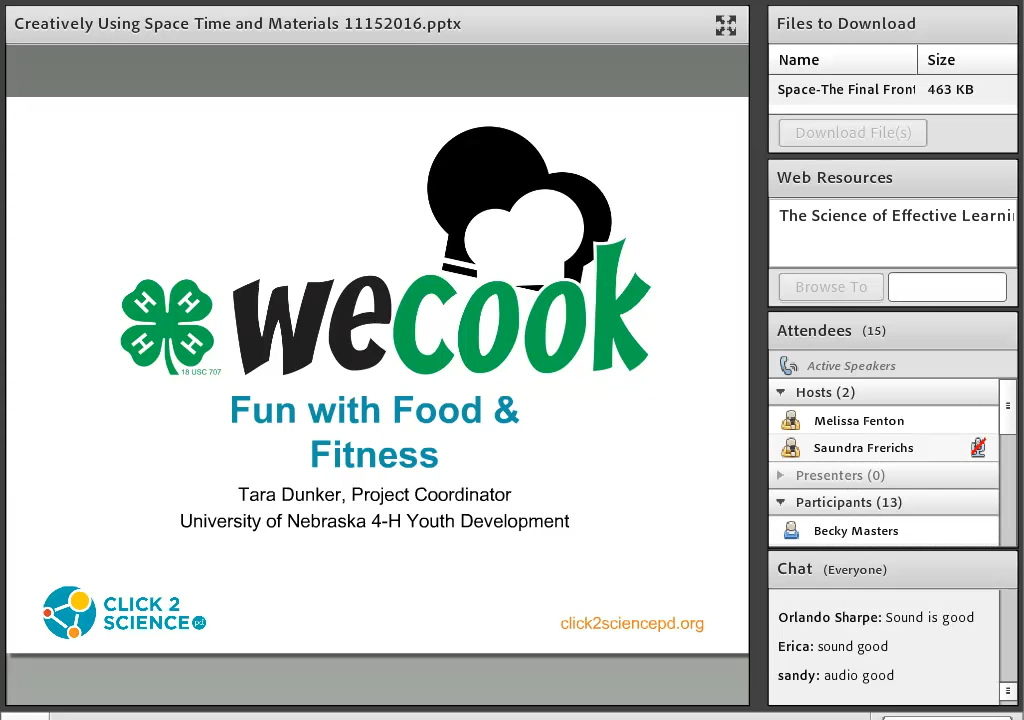 Creatively Using Space Time and Materials 11152016.pptx
H H H H
18 USC 707
wecook
Fun with Food &
Fitness
Tara Dunker, Project Coordinator
University of Nebraska 4-H Youth Development
CLICK 2
SCIENCE pd
click2sciencepd.org
Files to Download
Name Size
Space-The Final Front 463 KB
Download File(s)
Web Resources
The Science of Effective Learni
Browse To
Attendees (15)
Active Speakers
Hosts (2)
Melissa Fenton
Saundra Frerichs
Presenters (0)
Participants (13)
Becky Masters
Chat (Everyone)
Orlando Sharpe: Sound is good
Erica: sound good
sandy: audio good